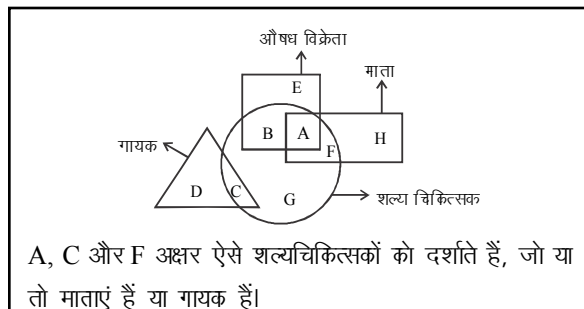 औषध विक्रेता
माता
E
B A
F H
गायक
D C G
शल्य चिकित्सक
A, C और F अक्षर ऐसे शल्यचिकित्सकों को दर्शाते हैं, जो या
तो माताएं हैं या गायक हैं।